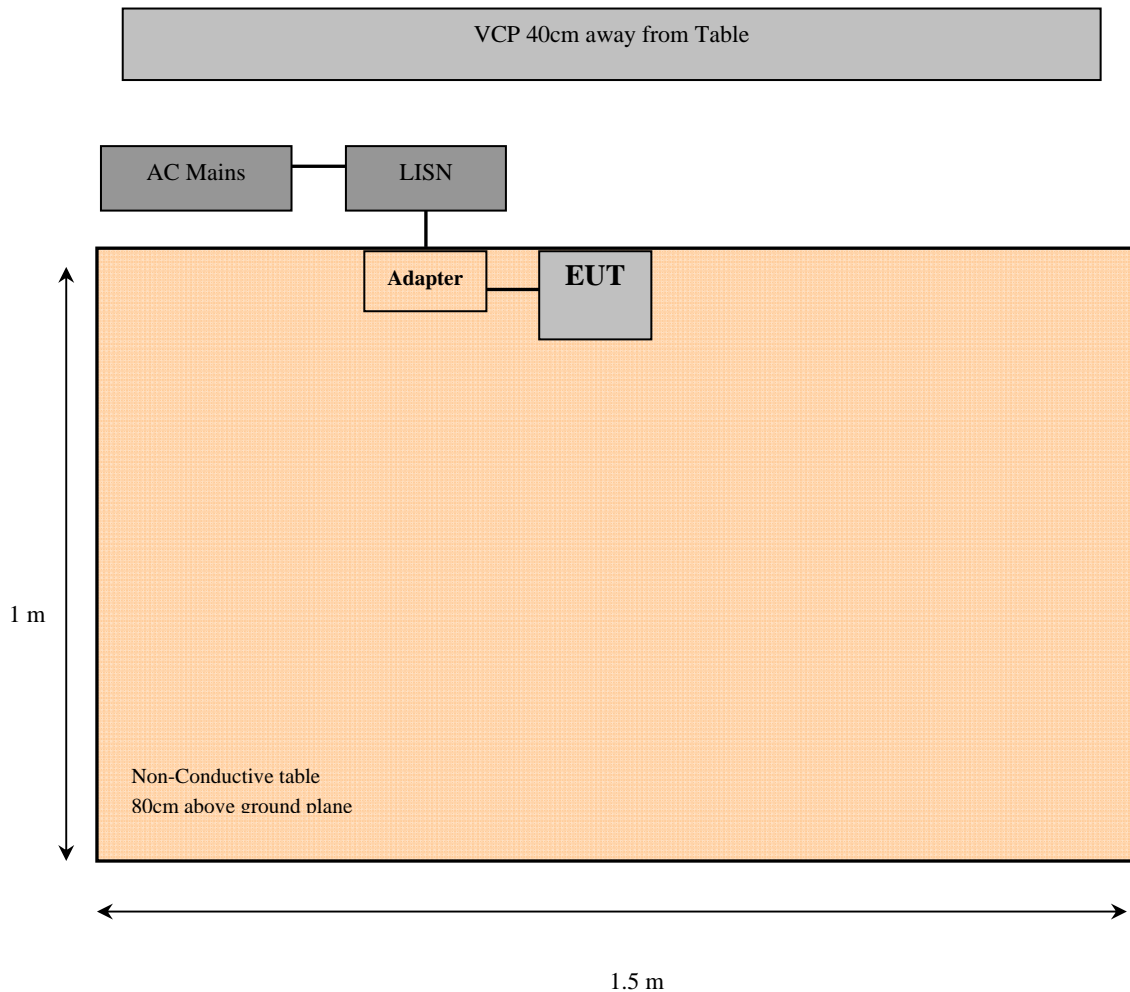 VCP 40cm away from Table
AC Mains
LISN
Adapter
EUT
1 m
Non-Conductive table
80cm above ground plane
1.5 m